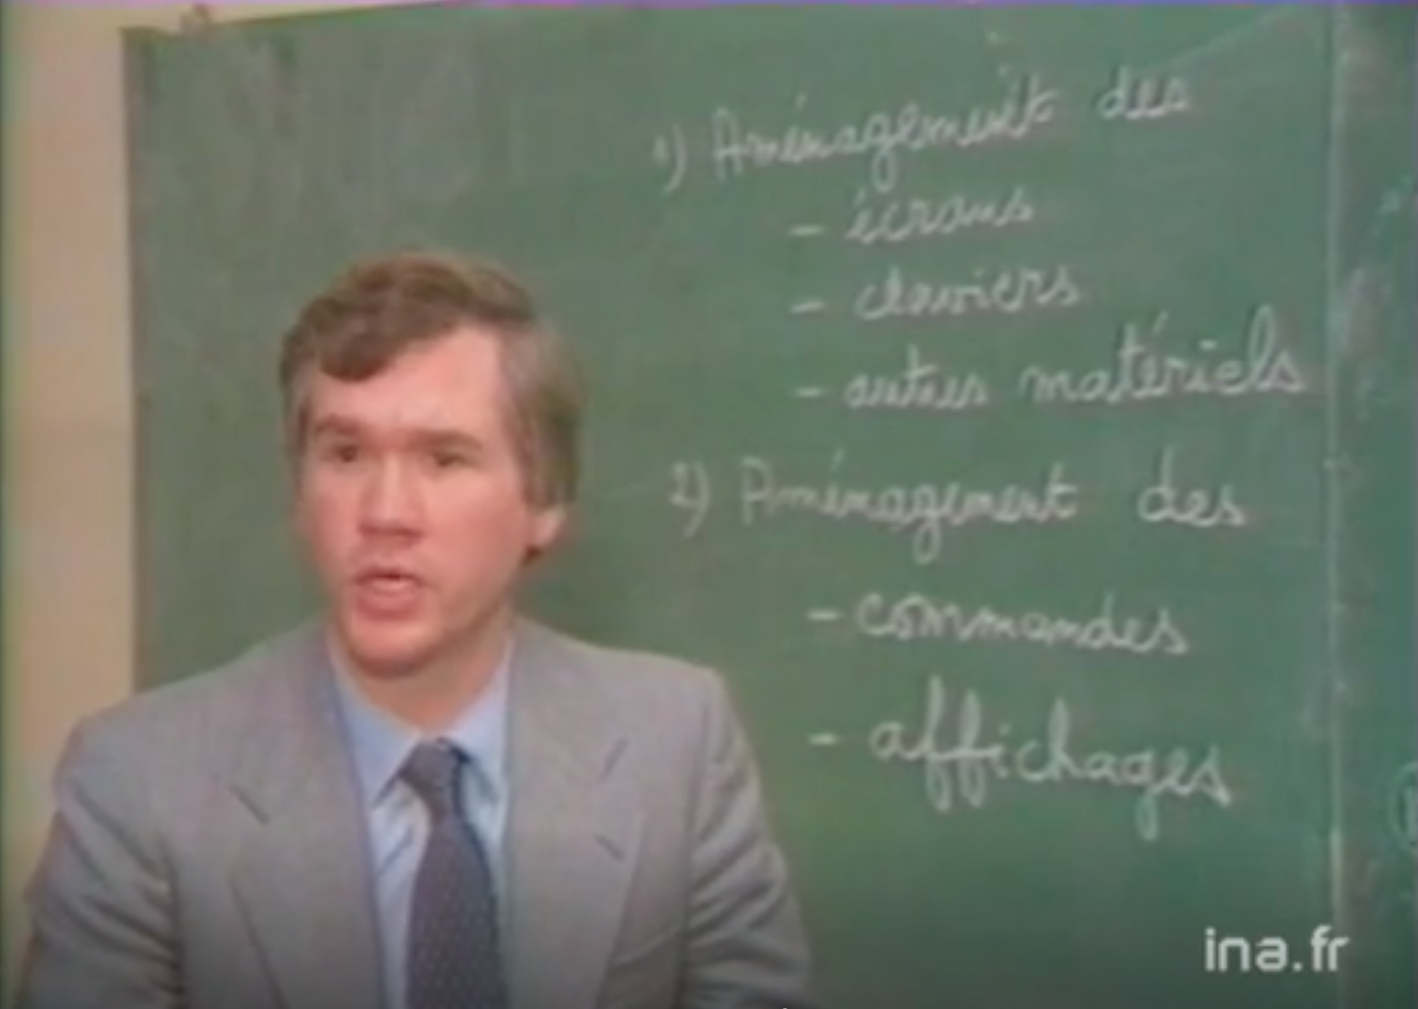 1) Aménagement des
- écrans
- claviers
- autres matériels
2) Aménagement des
- commandes
- affichages
ina.fr